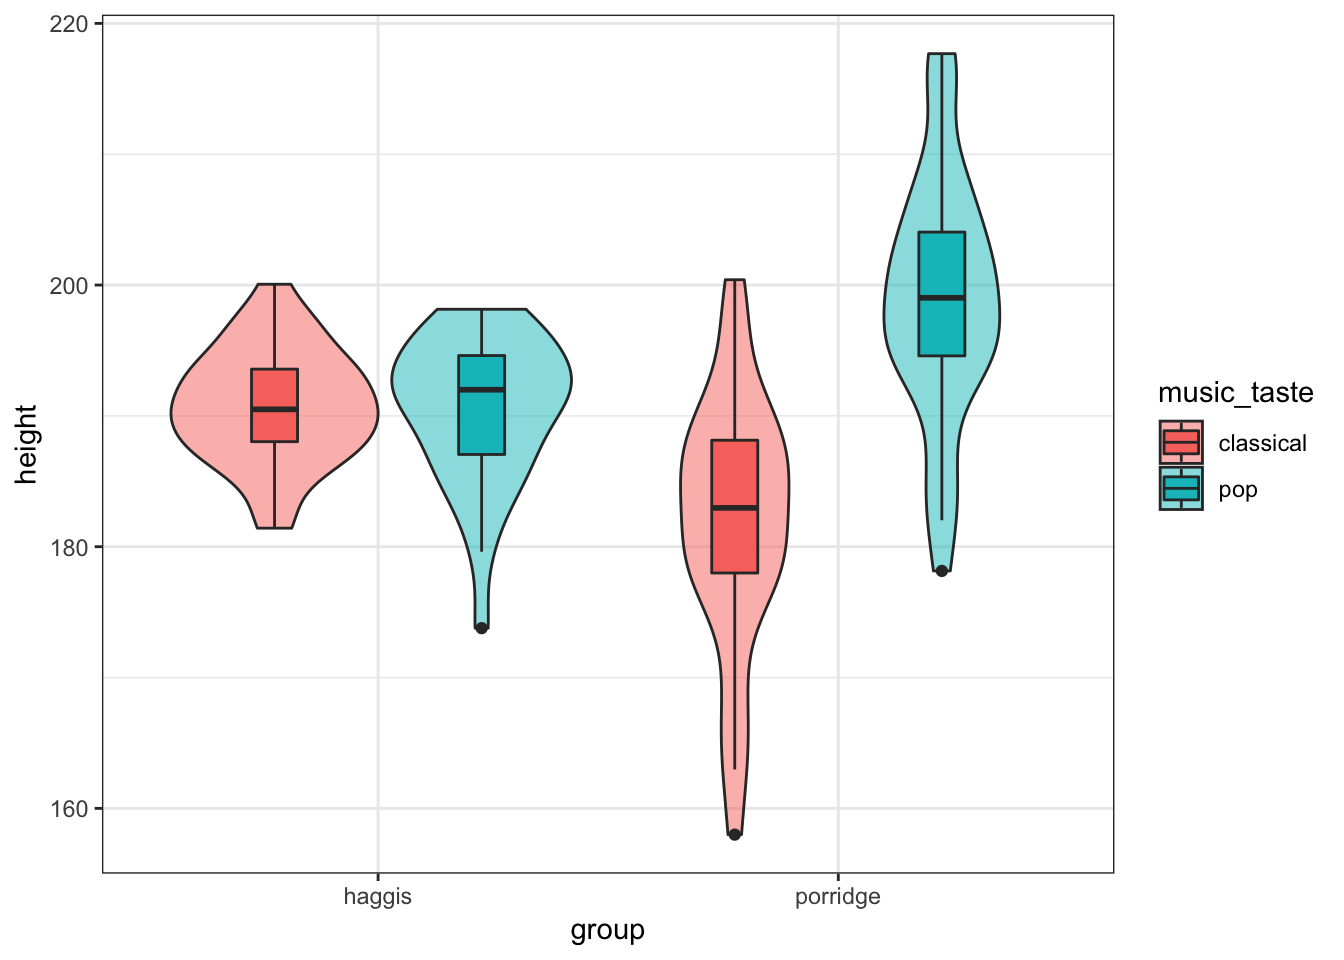 220
200
180
160
height
haggis
porridge
group
music_taste
classical
pop